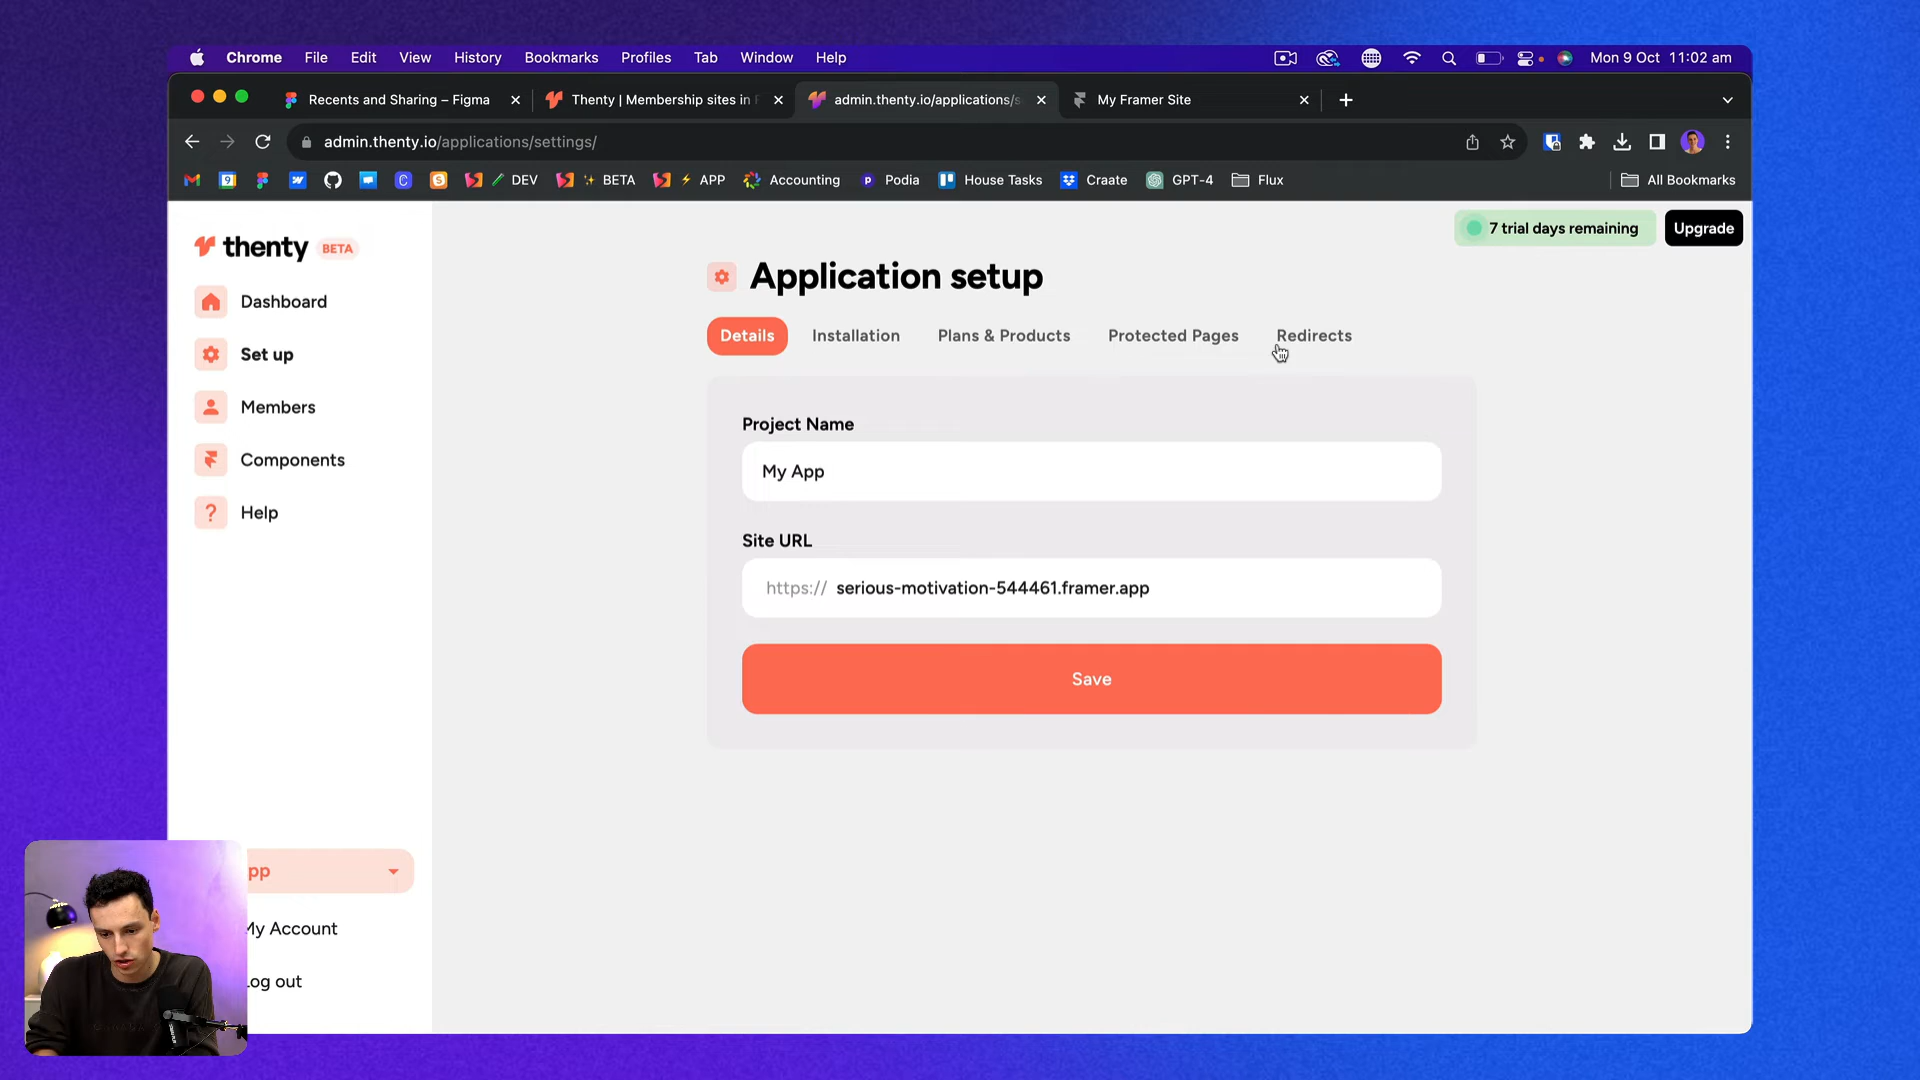 Chrome File Edit View History Bookmarks Profiles Tab Window Help Mon 9 Oct 11:02 am
Recents and Sharing – Figma Thenty | Membership sites in admin.thenty.io/applications/s My Framer Site
admin.thenty.io/applications/settings/
DEV BETA APP Accounting Podia House Tasks Craate GPT-4 Flux All Bookmarks
7 trial days remaining Upgrade
thenty BETA
Application setup
Dashboard
Details Installation Plans & Products Protected Pages Redirects
Set up
Members
Project Name
Components
My App
Help
Site URL
https:// serious-motivation-544461.framer.app
Save
pp
My Account
Log out